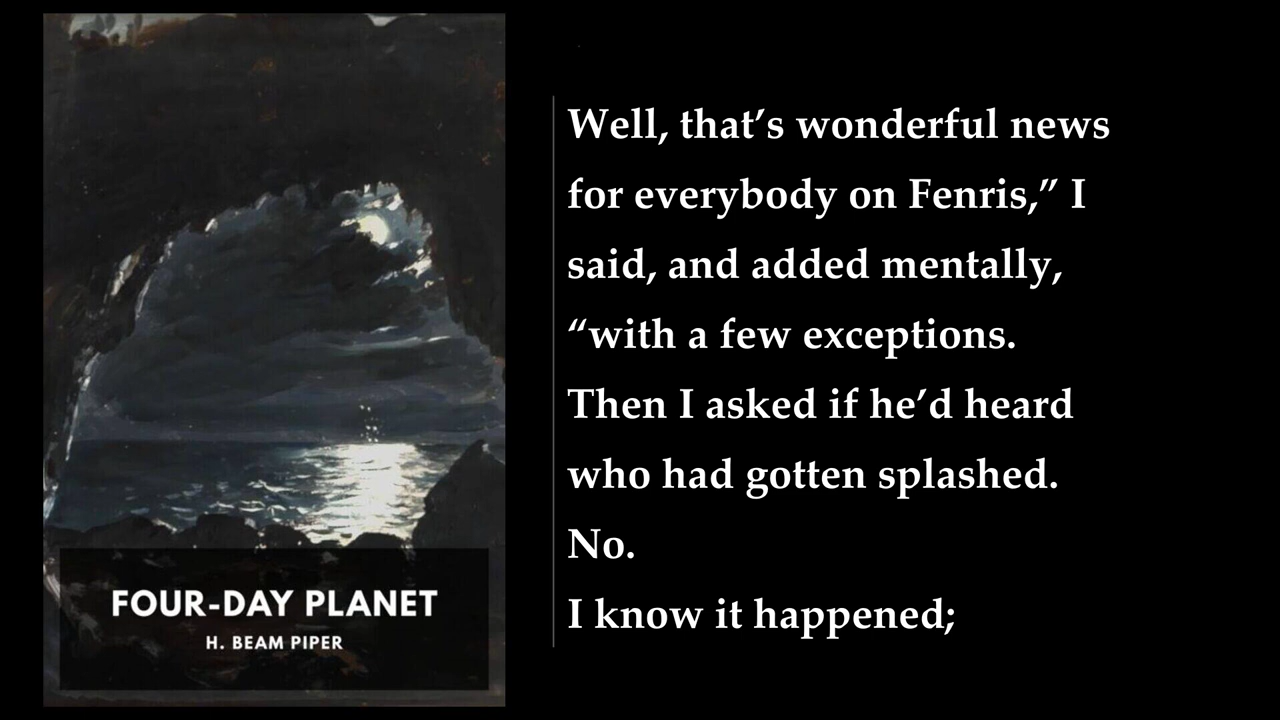 FOUR-DAY PLANET
H. BEAM PIPER
Well, that’s wonderful news
for everybody on Fenris,” I
said, and added mentally,
“with a few exceptions.
Then I asked if he’d heard
who had gotten splashed.
No.
I know it happened;